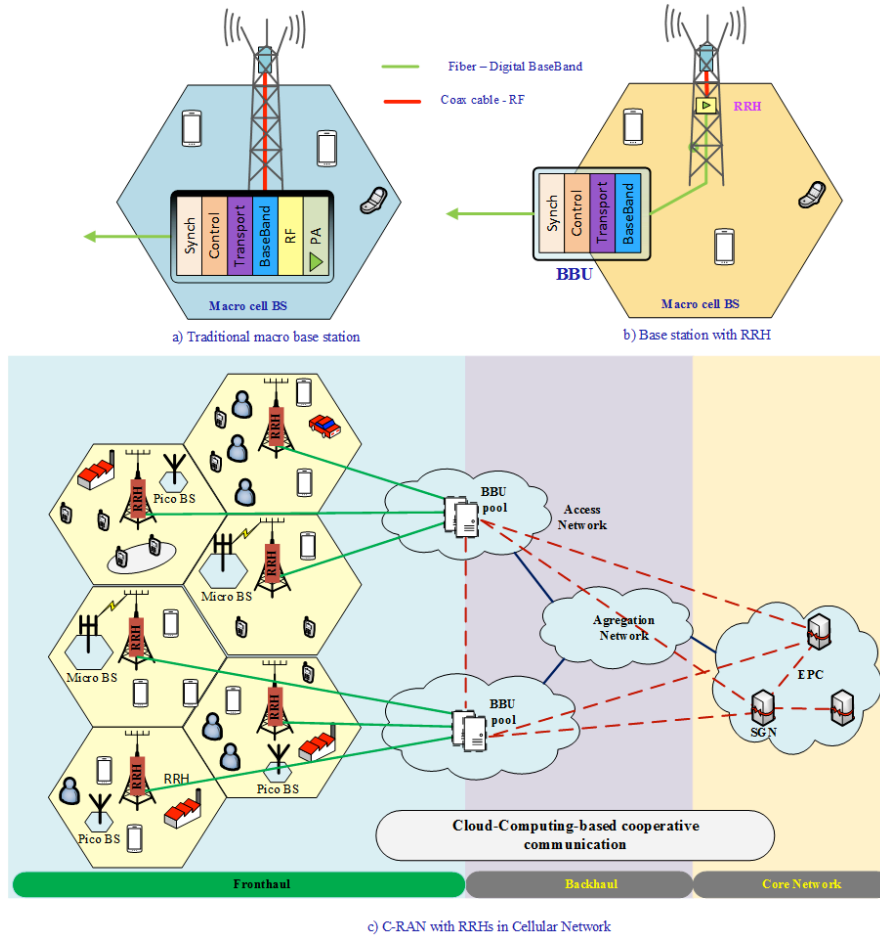 Fiber – Digital BaseBand
Coax cable - RF
RRH
Synch
Control
Transport
BaseBand
RF
PA
Macro cell BS
a) Traditional macro base station
Synch
Control
Transport
BaseBand
BBU
Macro cell BS
b) Base station with RRH
RRH
RRH
Pico BS
RRH
Micro BS
RRH
Micro BS
RRH
Pico BS
RRH
RRH
Pico BS
BBU
pool
Access
Network
Agregation
Network
BBU
pool
EPC
SGN
Cloud-Computing-based cooperative
communication
Fronthaul
Backhaul
Core Network
c) C-RAN with RRHs in Cellular Network